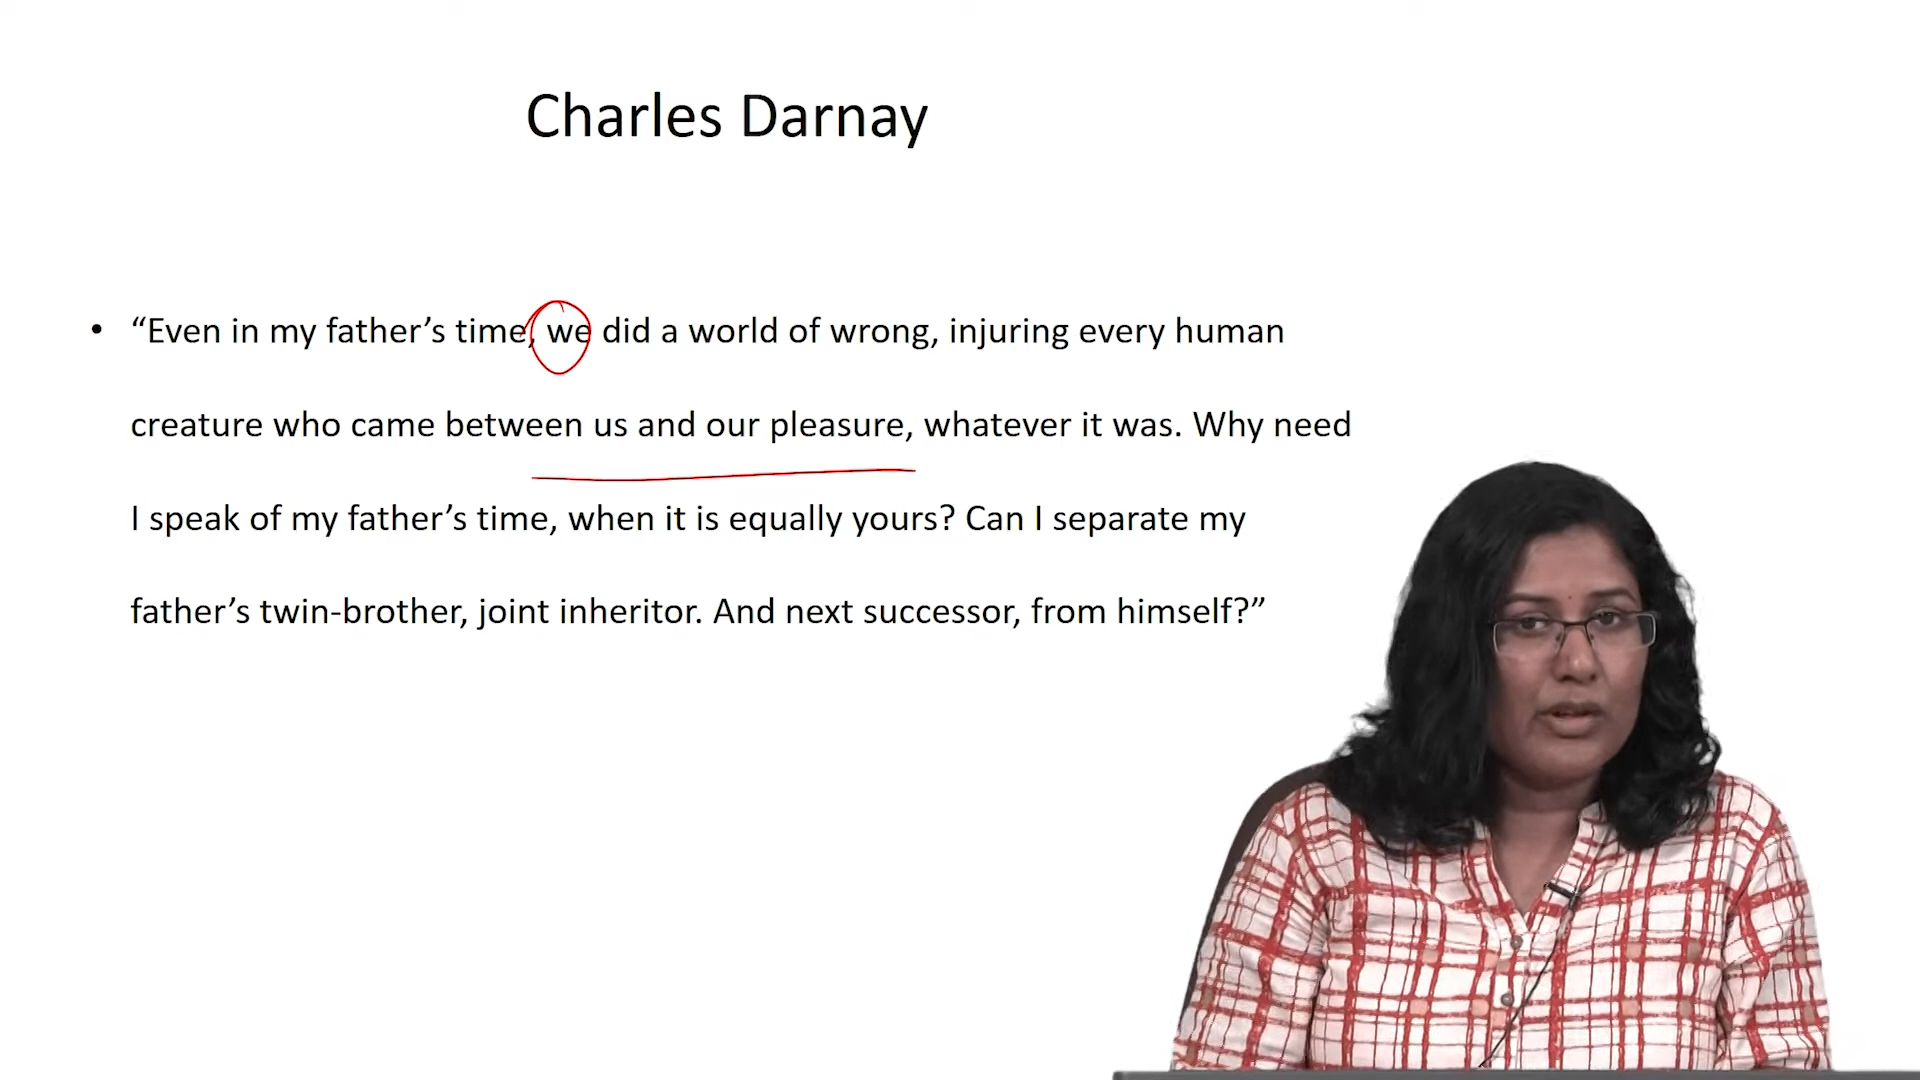 Charles Darnay
• “Even in my father’s time, we did a world of wrong, injuring every human
creature who came between us and our pleasure, whatever it was. Why need
I speak of my father’s time, when it is equally yours? Can I separate my
father’s twin-brother, joint inheritor. And next successor, from himself?”